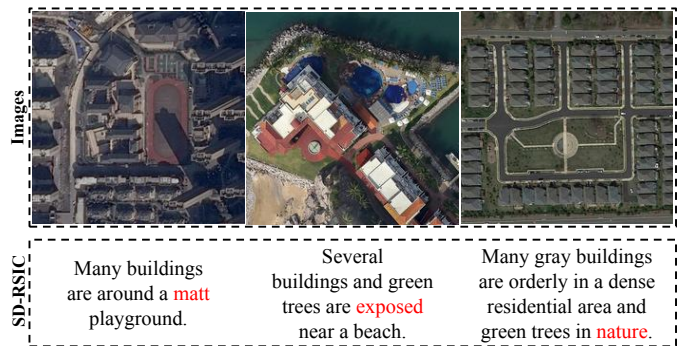 Images
SD-RSIC
Many buildings
are around a matt
playground.
Several
buildings and green
trees are exposed
near a beach.
Many gray buildings
are orderly in a dense
residential area and
green trees in nature.